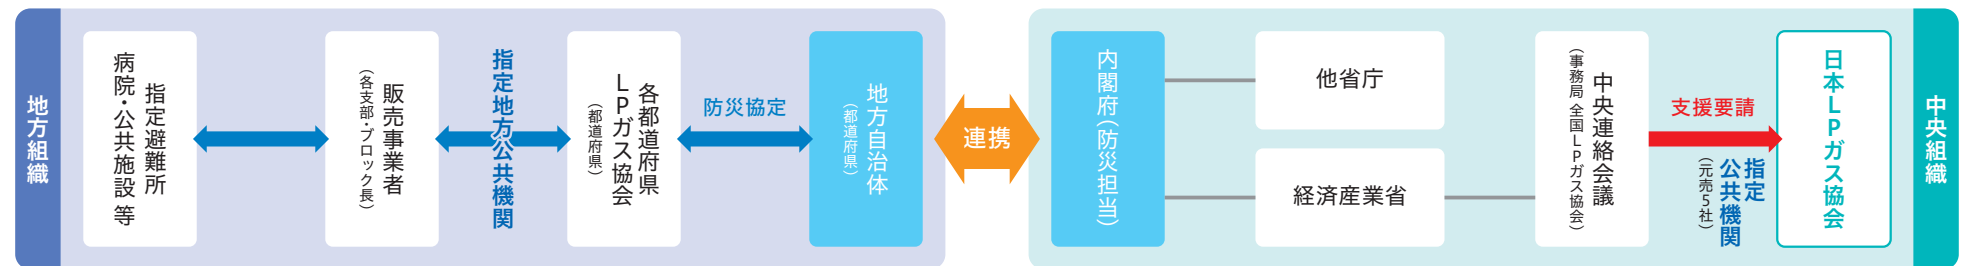 地方組織
指定避難所
病院・公共施設 等
販売事業者
（各支部・ブロック長）
指定地方公共機関
各都道府県
LPガス協会
（都道府県）
防災協定
地方自治体
（都道府県）
連携
内閣府（防災担当）
他省庁
経済産業省
中央連絡会議
（事務局 全国LPガス協会）
支援要請
指定
公共機関
（元売5社）
日本LPガス協会
中央組織